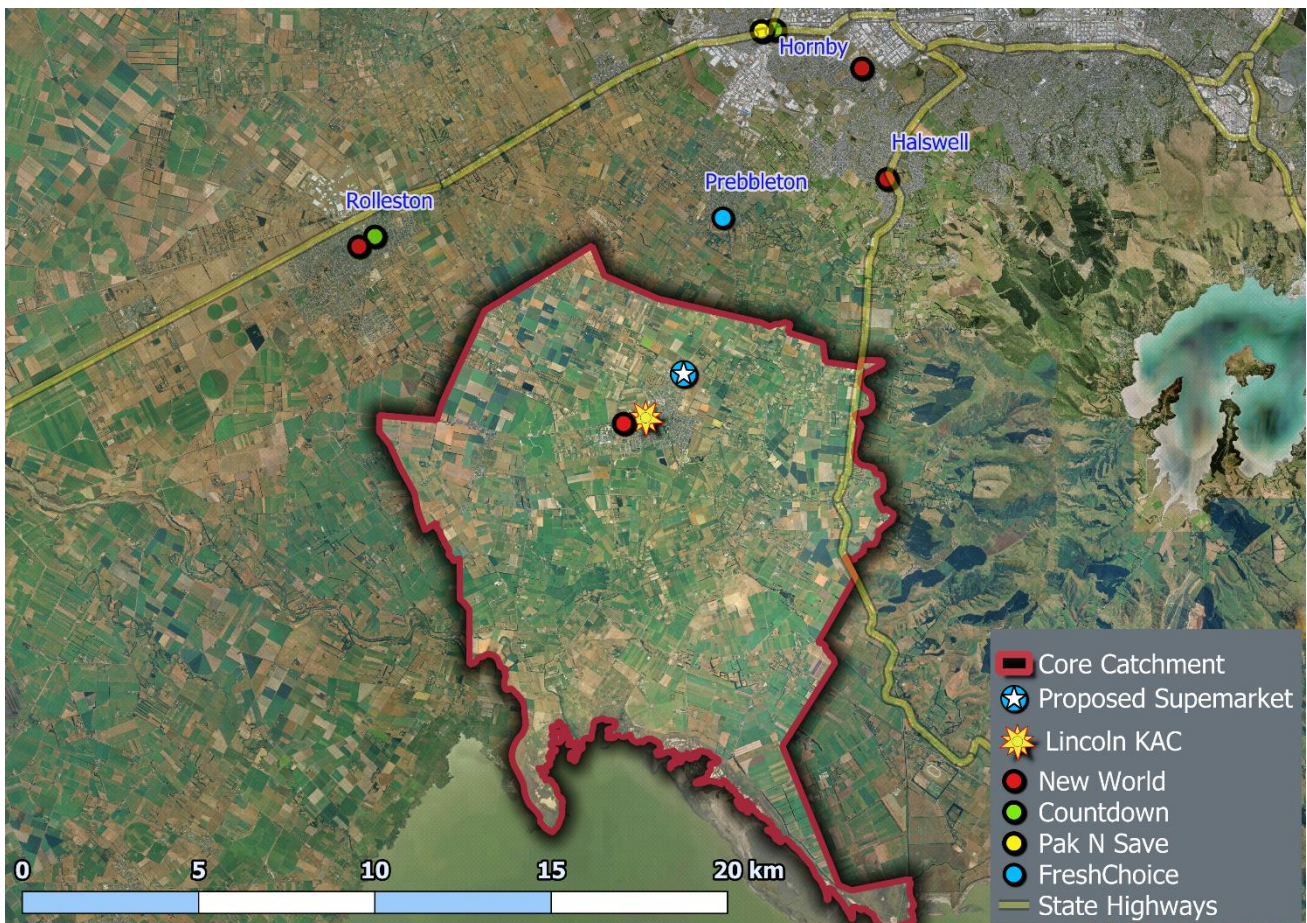 Hornby
Halswell
Prebbleton
Rolleston
Core Catchment
Proposed Supemarket
Lincoln KAC
New World
Countdown
Pak N Save
FreshChoice
State Highways
0 5 10 15 20 km